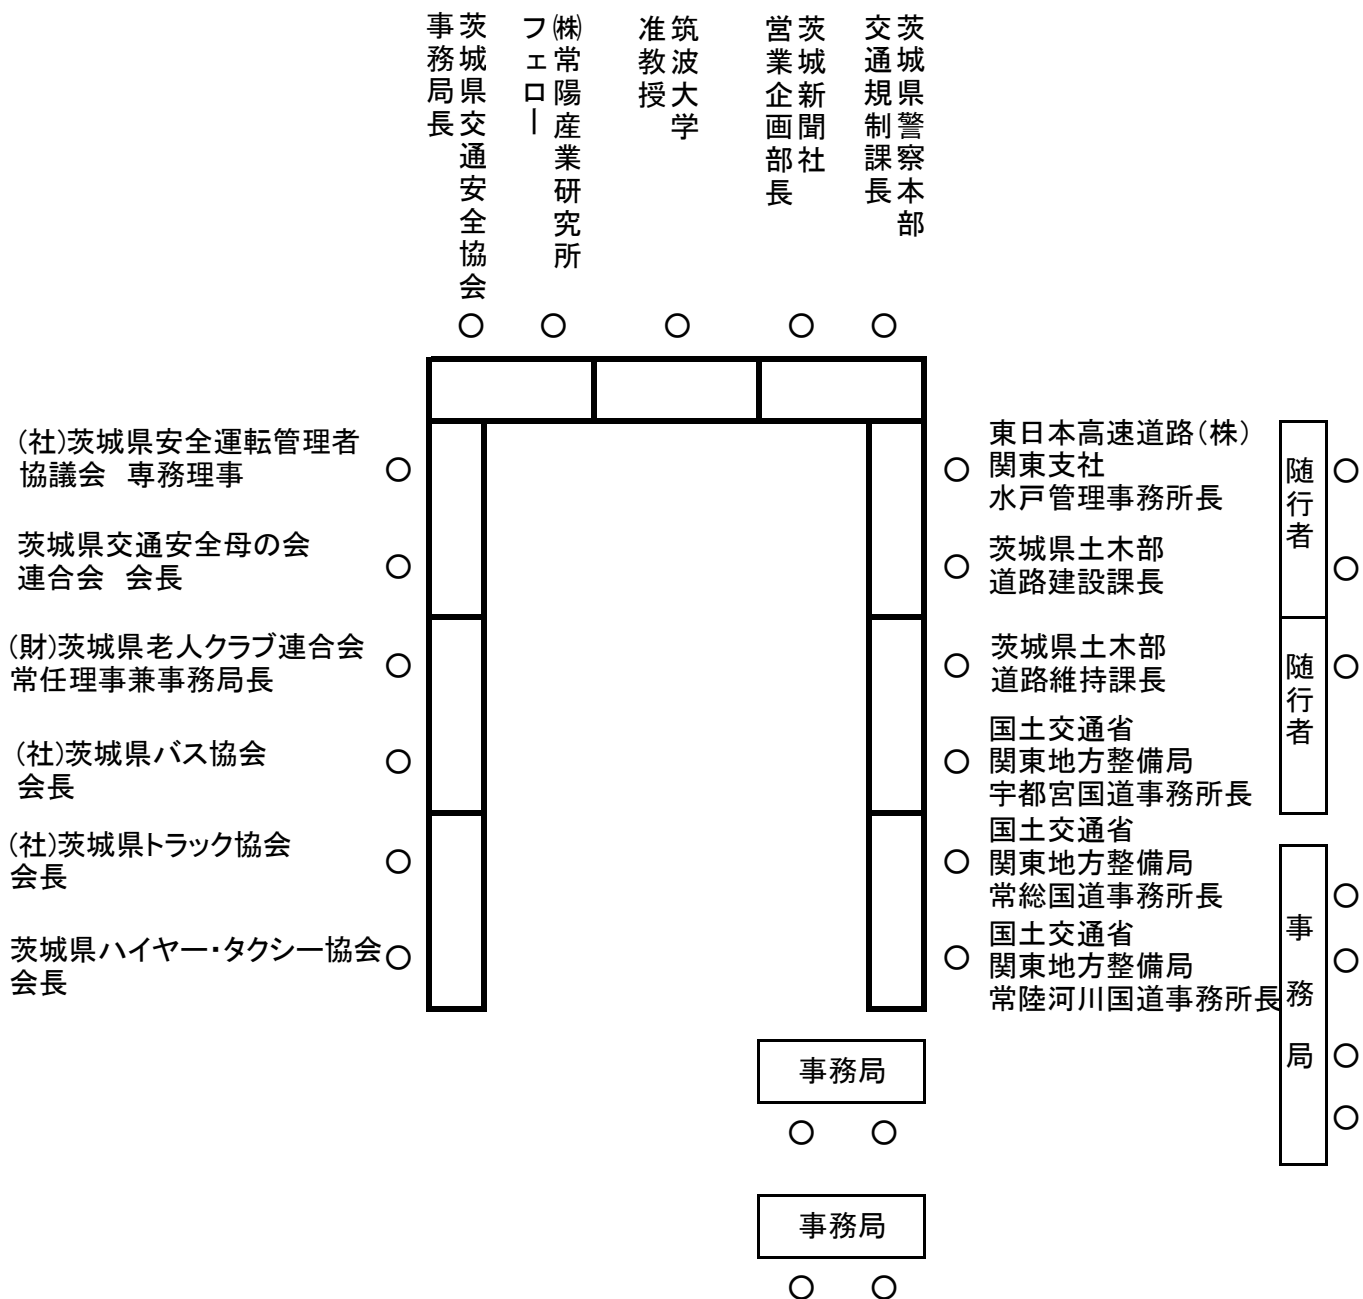 茨城県交通安全協会
事務局長
㈱常陽産業研究所
フェロー
筑波大学
准教授
茨城新聞社
営業企画部長
茨城県警察本部
交通規制課長
(社)茨城県安全運転管理者
協議会 専務理事
茨城県交通安全母の会
連合会 会長
(財)茨城県老人クラブ連合会
常任理事兼事務局長
(社)茨城県バス協会
会長
(社)茨城県トラック協会
会長
茨城県ハイヤー・タクシー協会
会長
東日本高速道路(株)
関東支社
水戸管理事務所長
茨城県土木部
道路建設課長
茨城県土木部
道路維持課長
国土交通省
関東地方整備局
宇都宮国道事務所長
国土交通省
関東地方整備局
常総国道事務所長
国土交通省
関東地方整備局
常陸河川国道事務所長
随行者
随行者
事務局
事務局
事務局